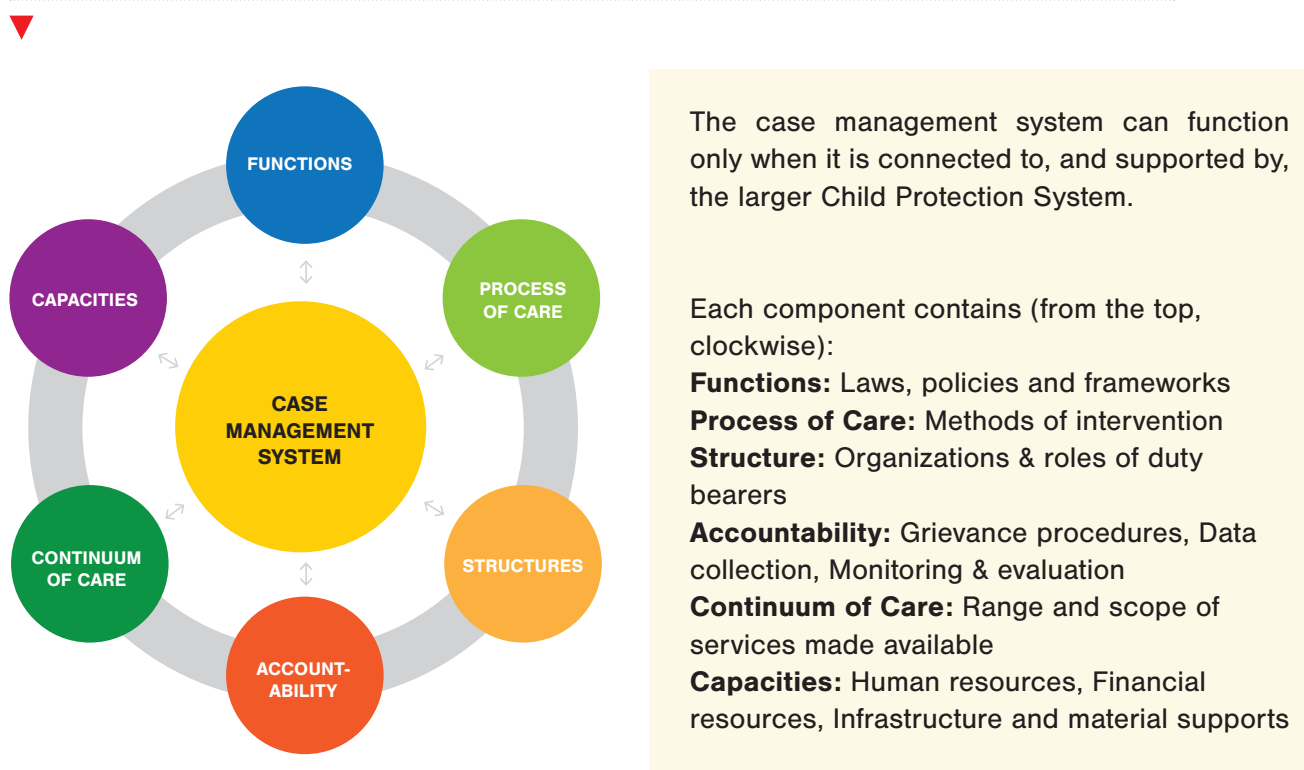 FUNCTIONS
PROCESS
OF CARE
STRUCTURES
ACCOUNT-
ABILITY
CONTINUUM
OF CARE
CAPACITIES
CASE
MANAGEMENT
SYSTEM
The case management system can function
only when it is connected to, and supported by,
the larger Child Protection System.
Each component contains (from the top,
clockwise):
Functions: Laws, policies and frameworks
Process of Care: Methods of intervention
Structure: Organizations & roles of duty
bearers
Accountability: Grievance procedures, Data
collection, Monitoring & evaluation
Continuum of Care: Range and scope of
services made available
Capacities: Human resources, Financial
resources, Infrastructure and material supports